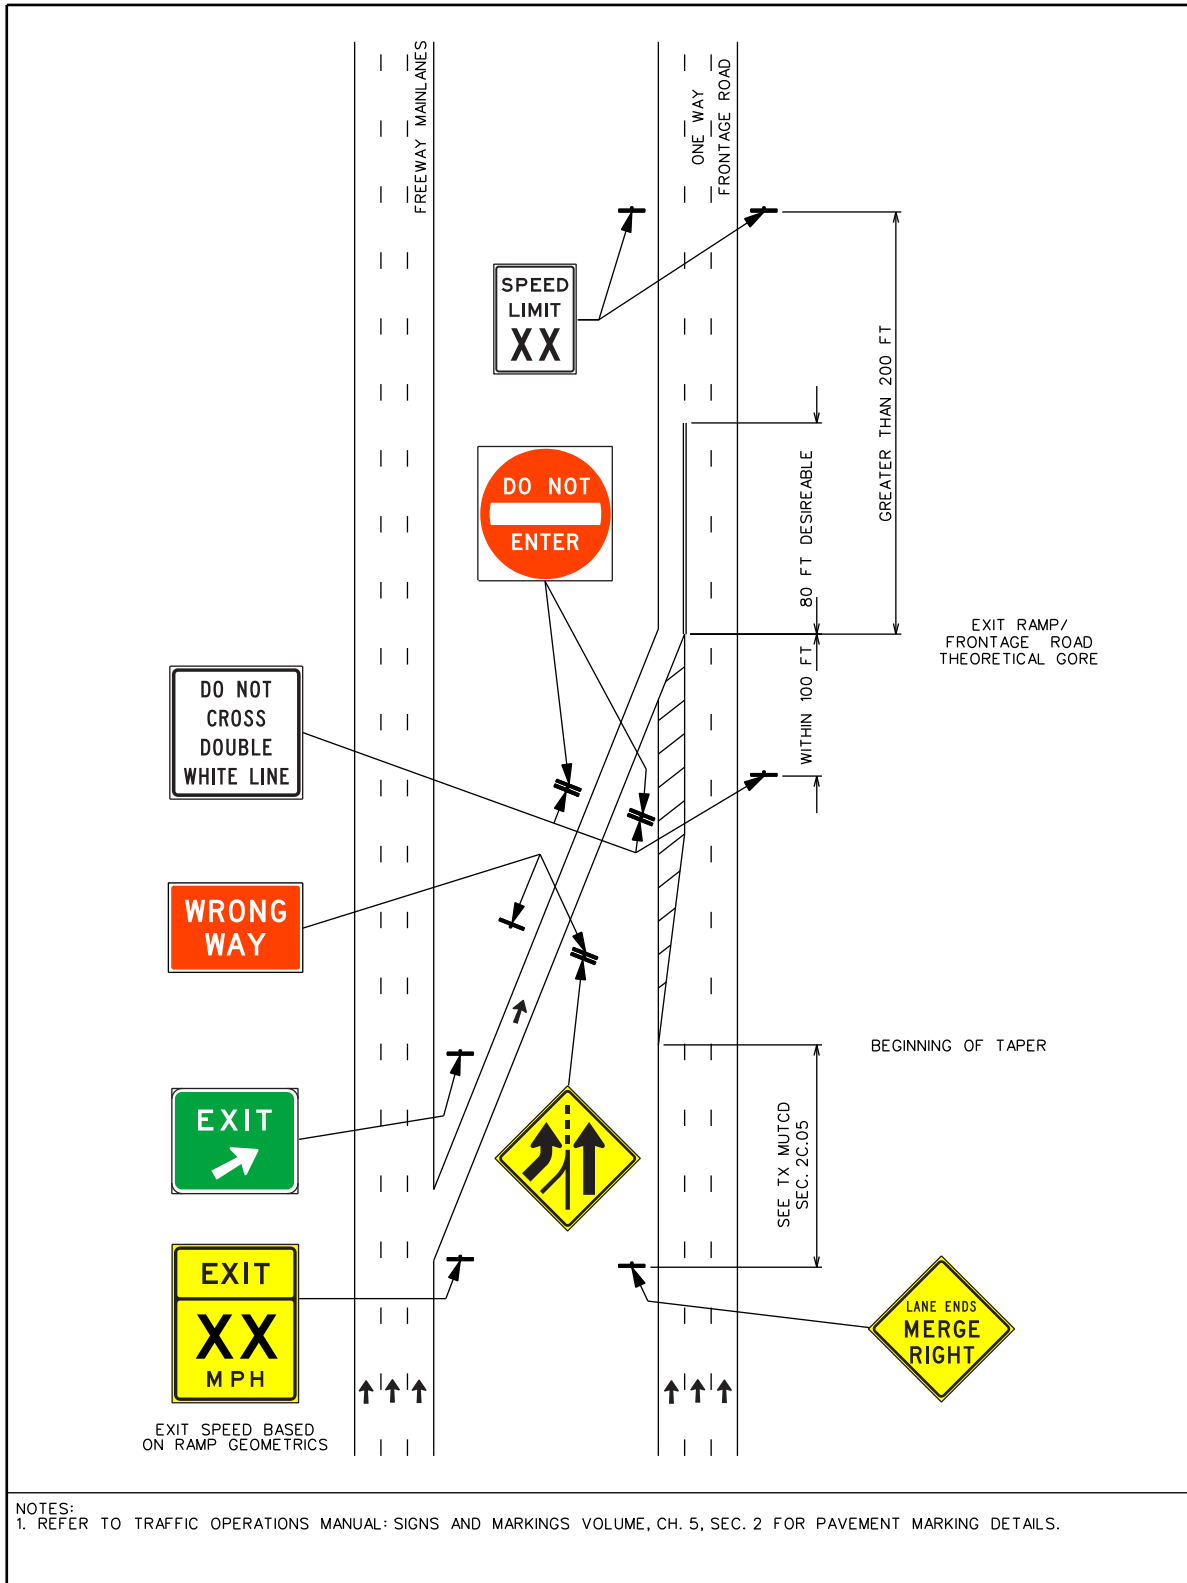 FREEWAY MAINLANES
ONE WAY
FRONTAGE ROAD
SPEED
LIMIT
XX
GREATER THAN 200 FT
80 FT DESIREABLE
DO NOT
ENTER
EXIT RAMP/
FRONTAGE ROAD
THEORETICAL GORE
WITHIN 100 FT
DO NOT
CROSS
DOUBLE
WHITE LINE
WRONG
WAY
BEGINNING OF TAPER
EXIT
SEE TX MUTCD
SEC. 2C.05
EXIT
XX
MPH
LANE ENDS
MERGE
RIGHT
EXIT SPEED BASED
ON RAMP GEOMETRICS
NOTES:
1. REFER TO TRAFFIC OPERATIONS MANUAL: SIGNS AND MARKINGS VOLUME, CH. 5, SEC. 2 FOR PAVEMENT MARKING DETAILS.